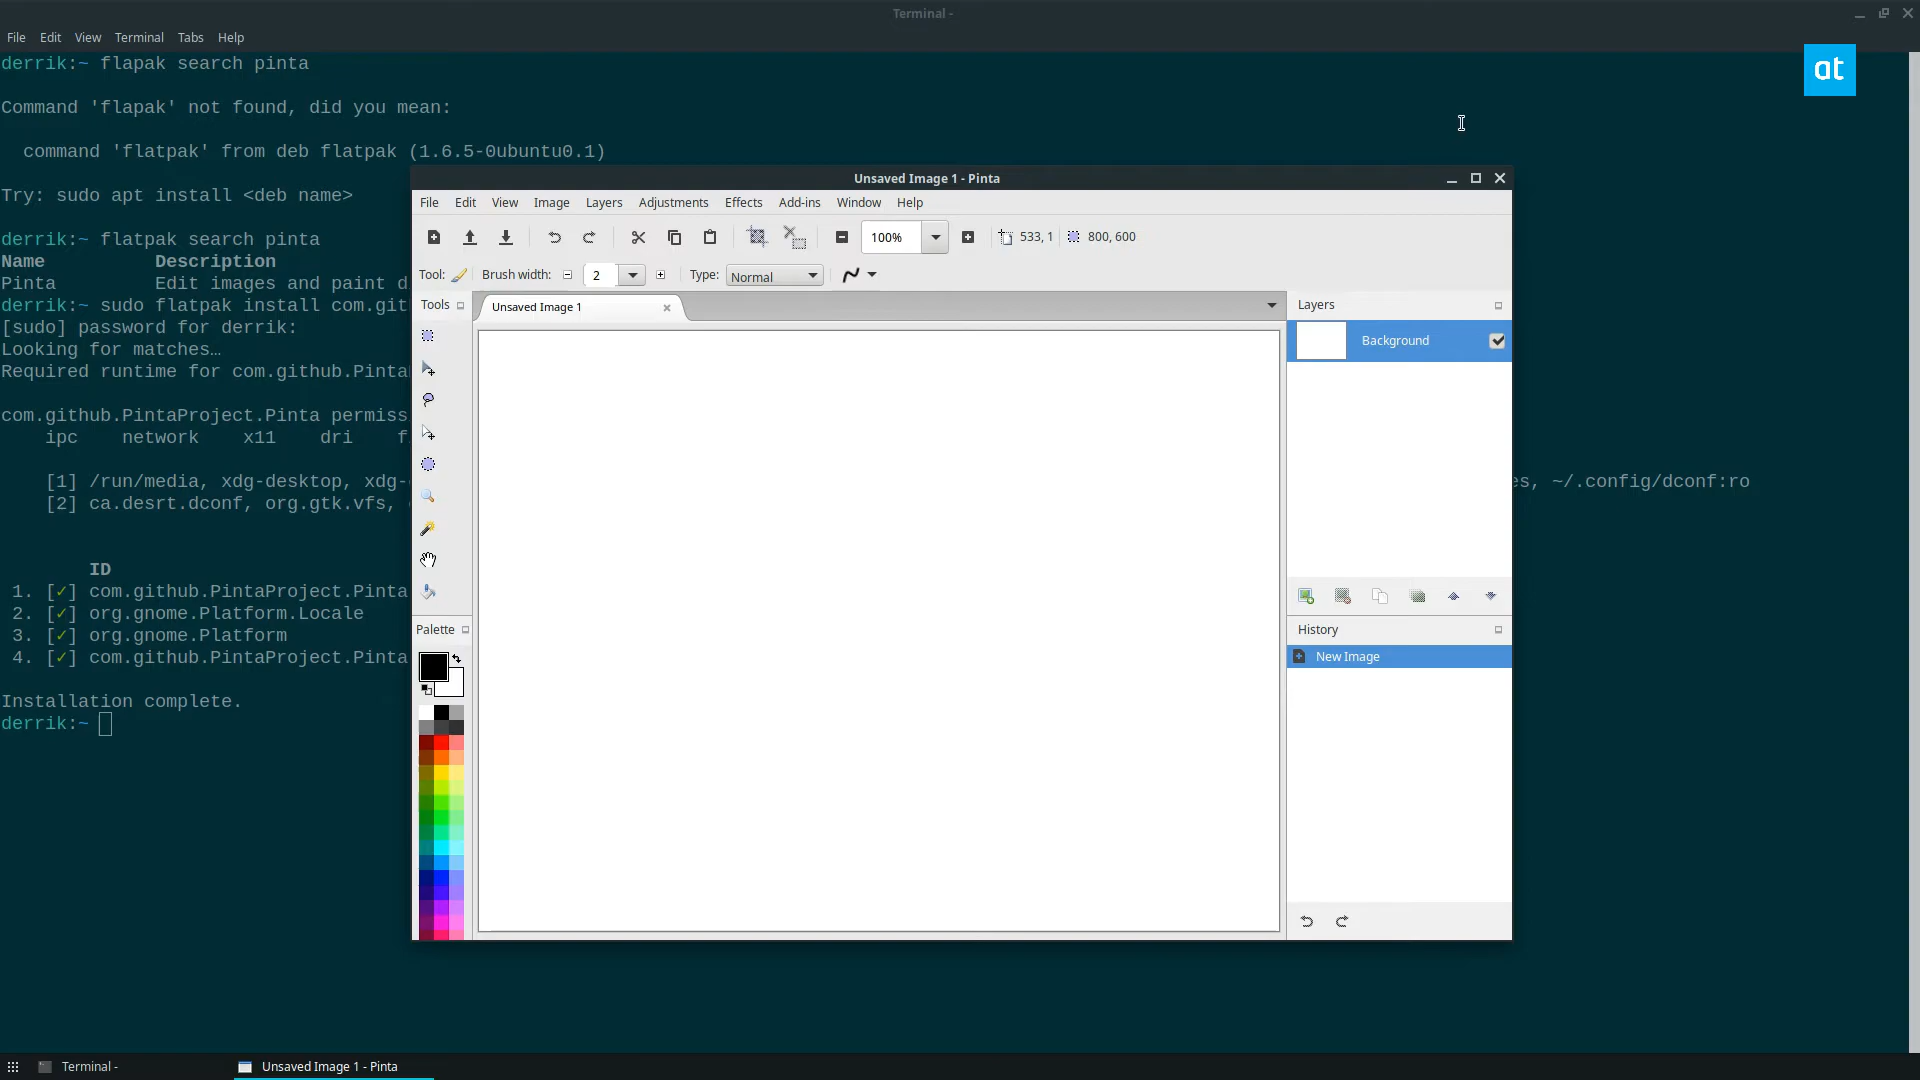 Terminal -
File Edit View Terminal Tabs Help
derrik:~ flapak search pinta
at
Command 'flapak' not found, did you mean:
command 'flatpak' from deb flatpak (1.6.5-0ubuntu0.1)
Try: sudo apt install <deb name>
derrik:~ flatpak search pinta
Name Description
Pinta Edit images and paint d
derrik:~ sudo flatpak install com.git
[sudo] password for derrik:
Looking for matches…
Required runtime for com.github.Pinta
com.github.PintaProject.Pinta permiss
ipc network x11 dri f
[1] /run/media, xdg-desktop, xdg- es, ~/.config/dconf:ro
[2] ca.desrt.dconf, org.gtk.vfs,
ID
1. [✓] com.github.PintaProject.Pinta
2. [✓] org.gnome.Platform.Locale
3. [✓] org.gnome.Platform
4. [✓] com.github.PintaProject.Pinta
Installation complete.
derrik:~
Unsaved Image 1 - Pinta
File Edit View Image Layers Adjustments Effects Add-ins Window Help
100% 533, 1 800, 600
Tool: Brush width: 2 Type: Normal
Tools Unsaved Image 1 Layers
Background
Palette History
New Image
Terminal - Unsaved Image 1 - Pinta